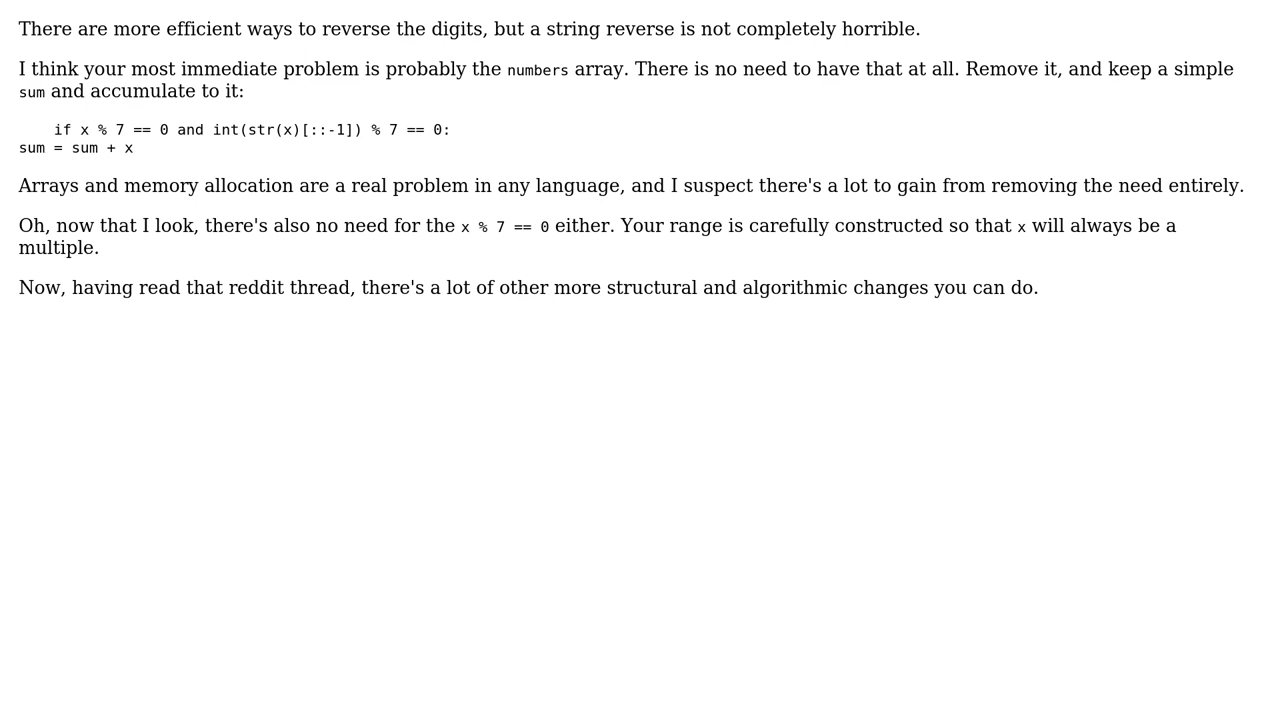 There are more efficient ways to reverse the digits, but a string reverse is not completely horrible.
I think your most immediate problem is probably the numbers array. There is no need to have that at all. Remove it, and keep a simple
sum and accumulate to it:
    if x % 7 == 0 and int(str(x)[::-1]) % 7 == 0:
sum = sum + x
Arrays and memory allocation are a real problem in any language, and I suspect there's a lot to gain from removing the need entirely.
Oh, now that I look, there's also no need for the x % 7 == 0 either. Your range is carefully constructed so that x will always be a
multiple.
Now, having read that reddit thread, there's a lot of other more structural and algorithmic changes you can do.